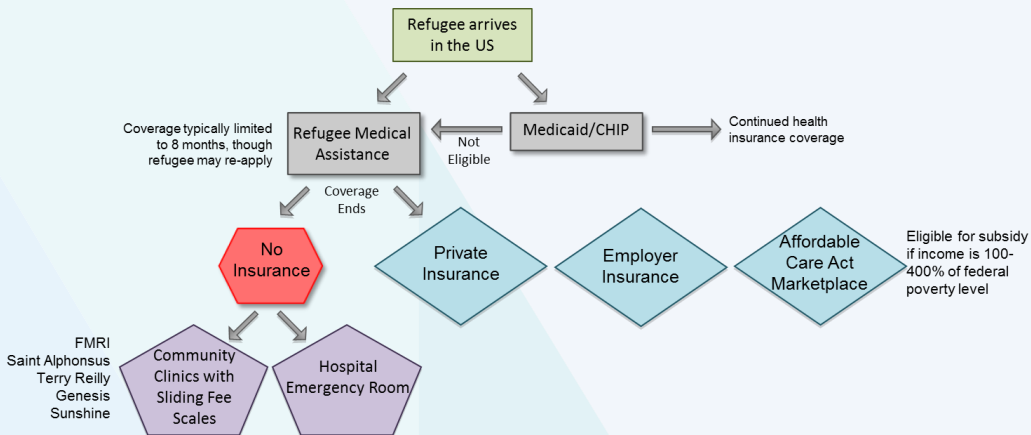 Refugee arrives
in the US
Coverage typically limited
to 8 months, though
refugee may re-apply
Refugee Medical
Assistance
Not
Eligible
Medicaid/CHIP
Continued health
insurance coverage
Coverage
Ends
No
Insurance
Private
Insurance
Employer
Insurance
Affordable
Care Act
Marketplace
Eligible for subsidy
if income is 100-
400% of federal
poverty level
FMRI
Saint Alphonsus
Terry Reilly
Genesis
Sunshine
Community
Clinics with
Sliding Fee
Scales
Hospital
Emergency Room